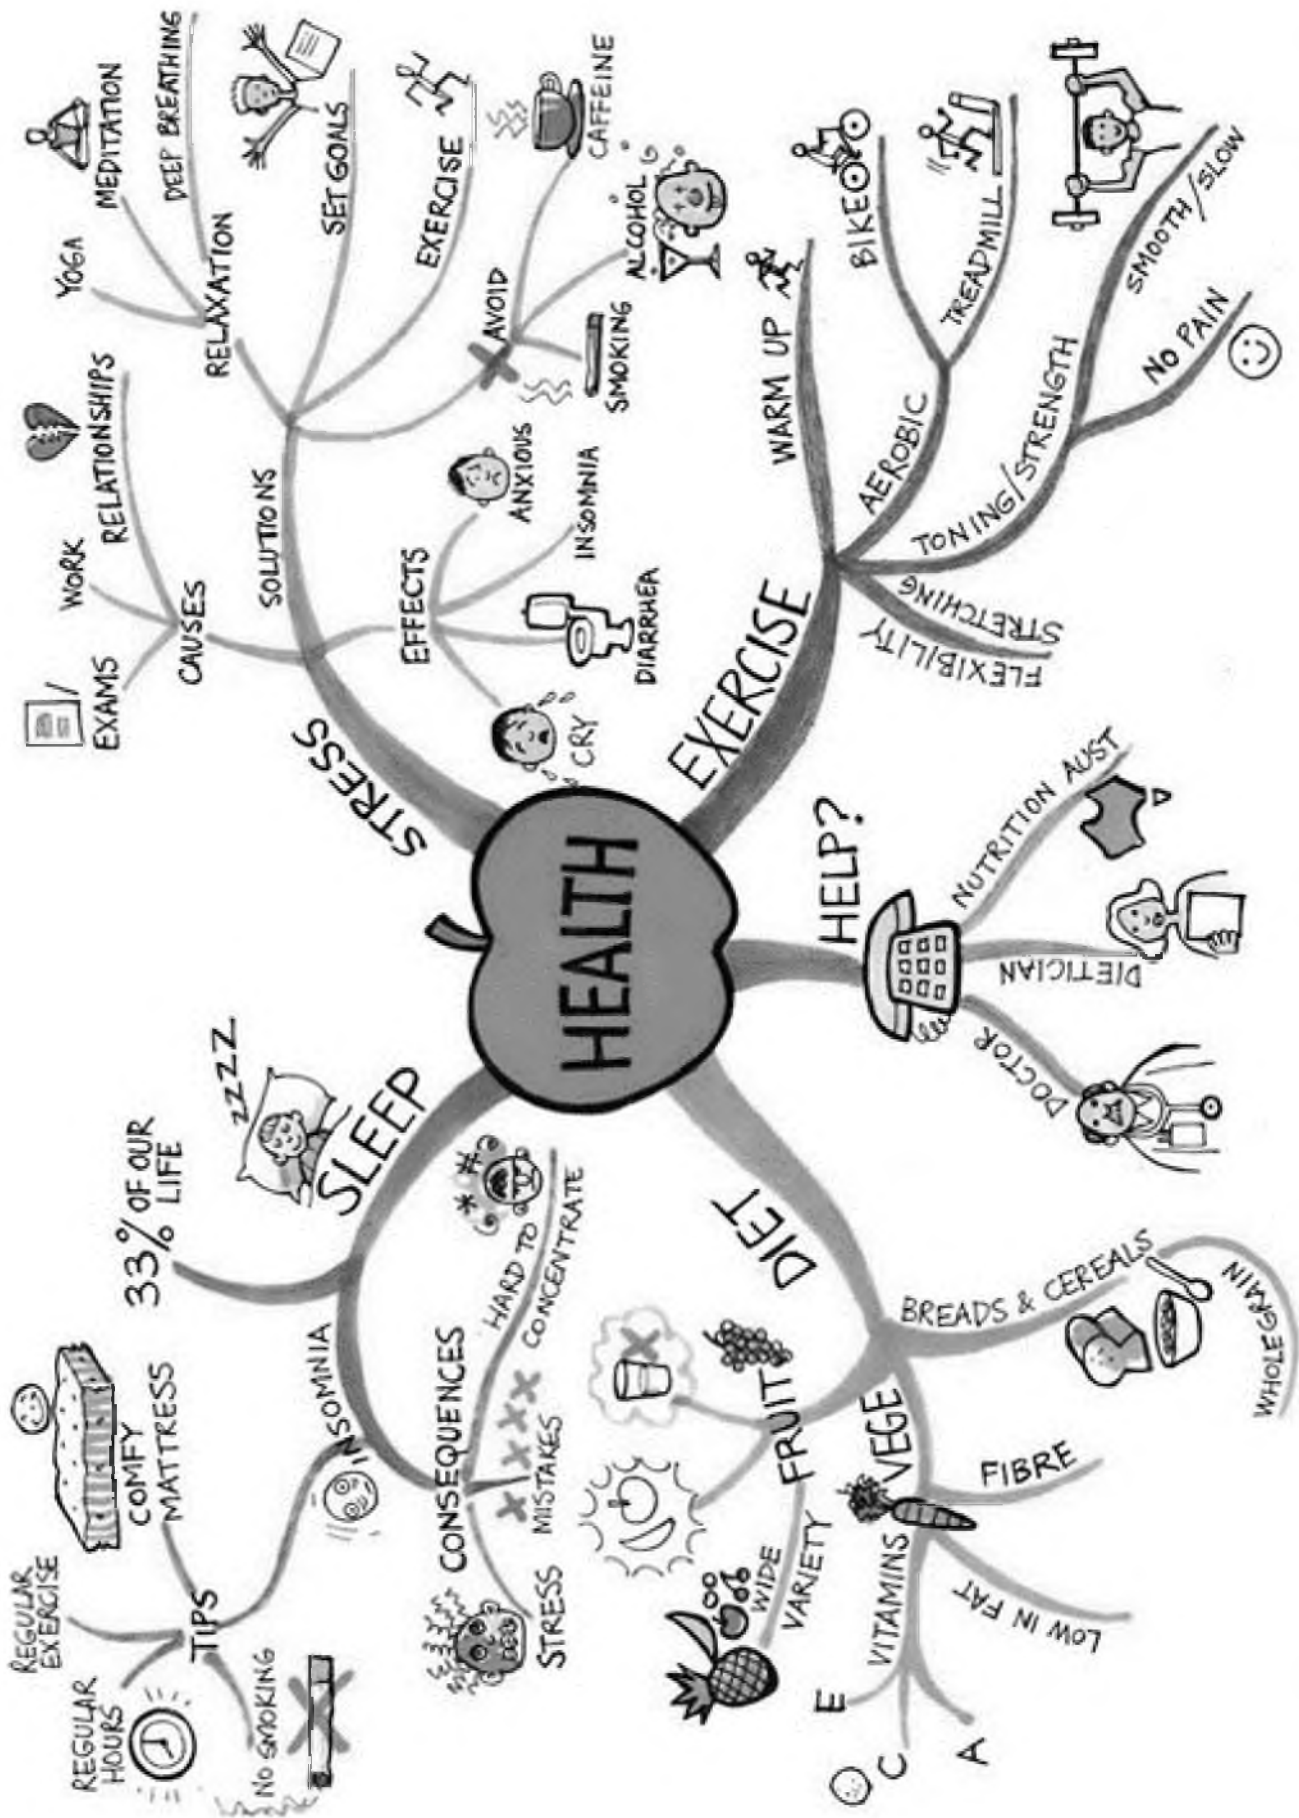 HEALTH
STRESS
CAUSES
EXAMS
WORK
RELATIONSHIPS
SOLUTIONS
RELAXATION
YOGA
MEDITATION
DEEP BREATHING
SET GOALS
EXERCISE
AVOID
CAFFEINE
ALCOHOL
SMOKING
EFFECTS
ANXIOUS
INSOMNIA
DIARRHEA
CRY
EXERCISE
WARM UP
AEROBIC
BIKE
TREADMILL
TONING/STRENGTH
SMOOTH/SLOW
NO PAIN
STRETCHING
FLEXIBILITY
HELP?
NUTRITION AUST
DIETICIAN
DOCTOR
DIET
BREADS & CEREALS
WHOLEGRAIN
VEGE
FIBRE
LOW IN FAT
VITAMINS
A
C
E
FRUIT
WIDE
VARIETY
SLEEP
ZZZZ
33% OF OUR
LIFE
INSOMNIA
CONSEQUENCES
HARD TO
CONCENTRATE
MISTAKES
STRESS
TIPS
COMFY
MATTRESS
REGULAR
EXERCISE
REGULAR
HOURS
NO SMOKING